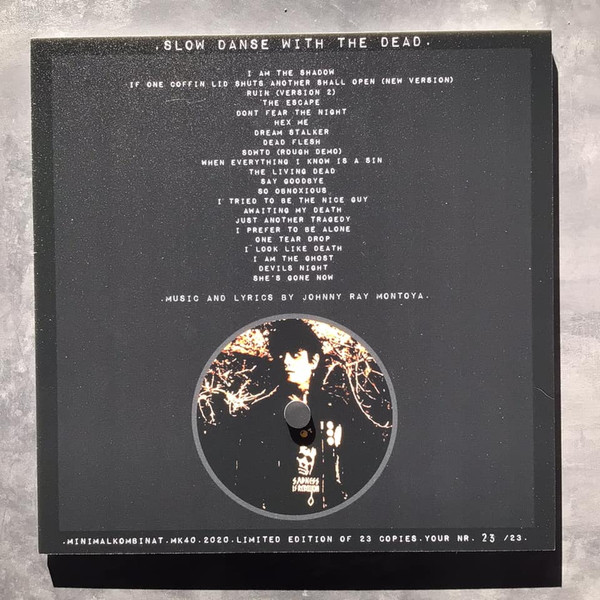 .SLOW DANSE WITH THE DEAD.
I AM THE SHADOW
IF ONE COFFIN LID SHUTS ANOTHER SHALL OPEN (NEW VERSION)
RUIN (VERSION 2)
THE ESCAPE
DONT FEAR THE NIGHT
HEX ME
DREAM STALKER
DEAD FLESH
SDWTD (ROUGH DEMO)
WHEN EVERYTHING I KNOW IS A SIN
THE LIVING DEAD
SAY GOODBYE
SO OBNOXIOUS
I TRIED TO BE THE NICE GUY
AWAITING MY DEATH
JUST ANOTHER TRAGEDY
I PREFER TO BE ALONE
ONE TEAR DROP
I LOOK LIKE DEATH
I AM THE GHOST
DEVILS NIGHT
SHE'S GONE NOW
.MUSIC AND LYRICS BY JOHNNY RAY MONTOYA.
SADNESS
IS REBELLION
.MINIMALKOMBINAT.MK40.2020.LIMITED EDITION OF 23 COPIES.YOUR NR. 23 /23.